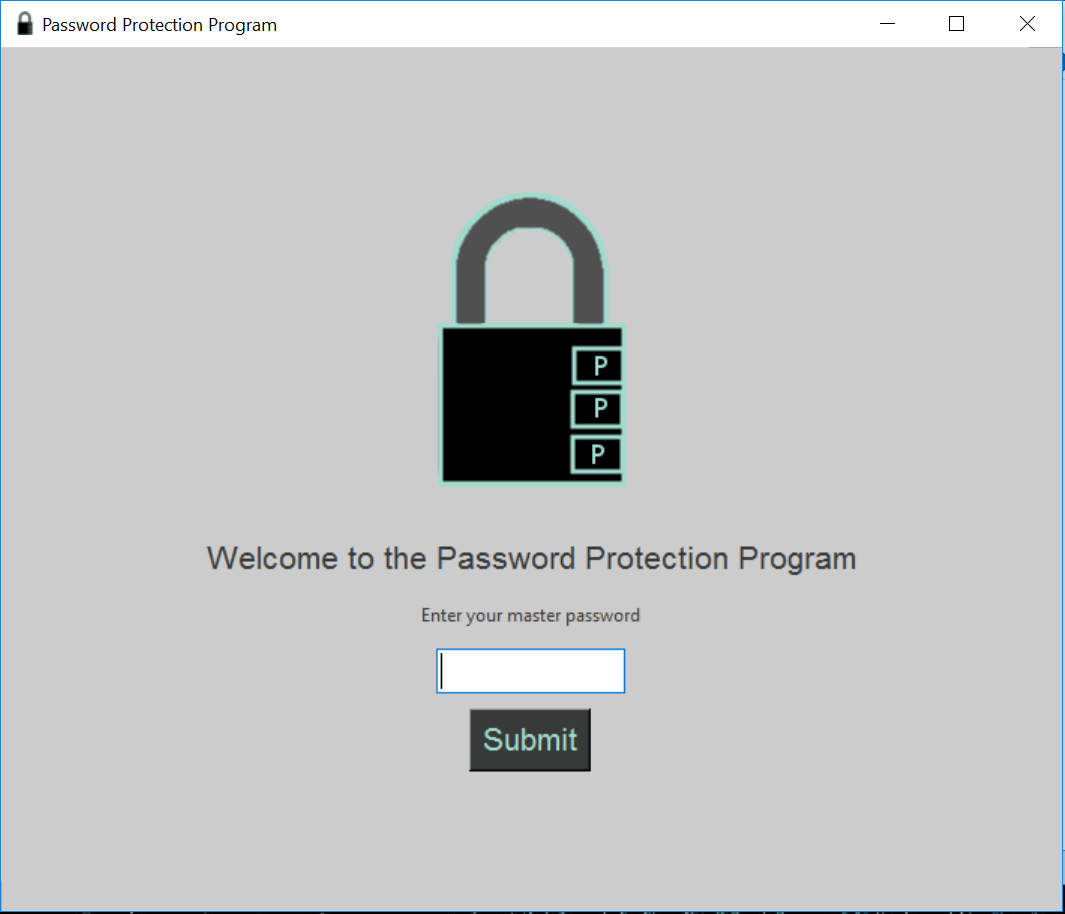 Password Protection Program
P
P
P
Welcome to the Password Protection Program
Enter your master password
Submit